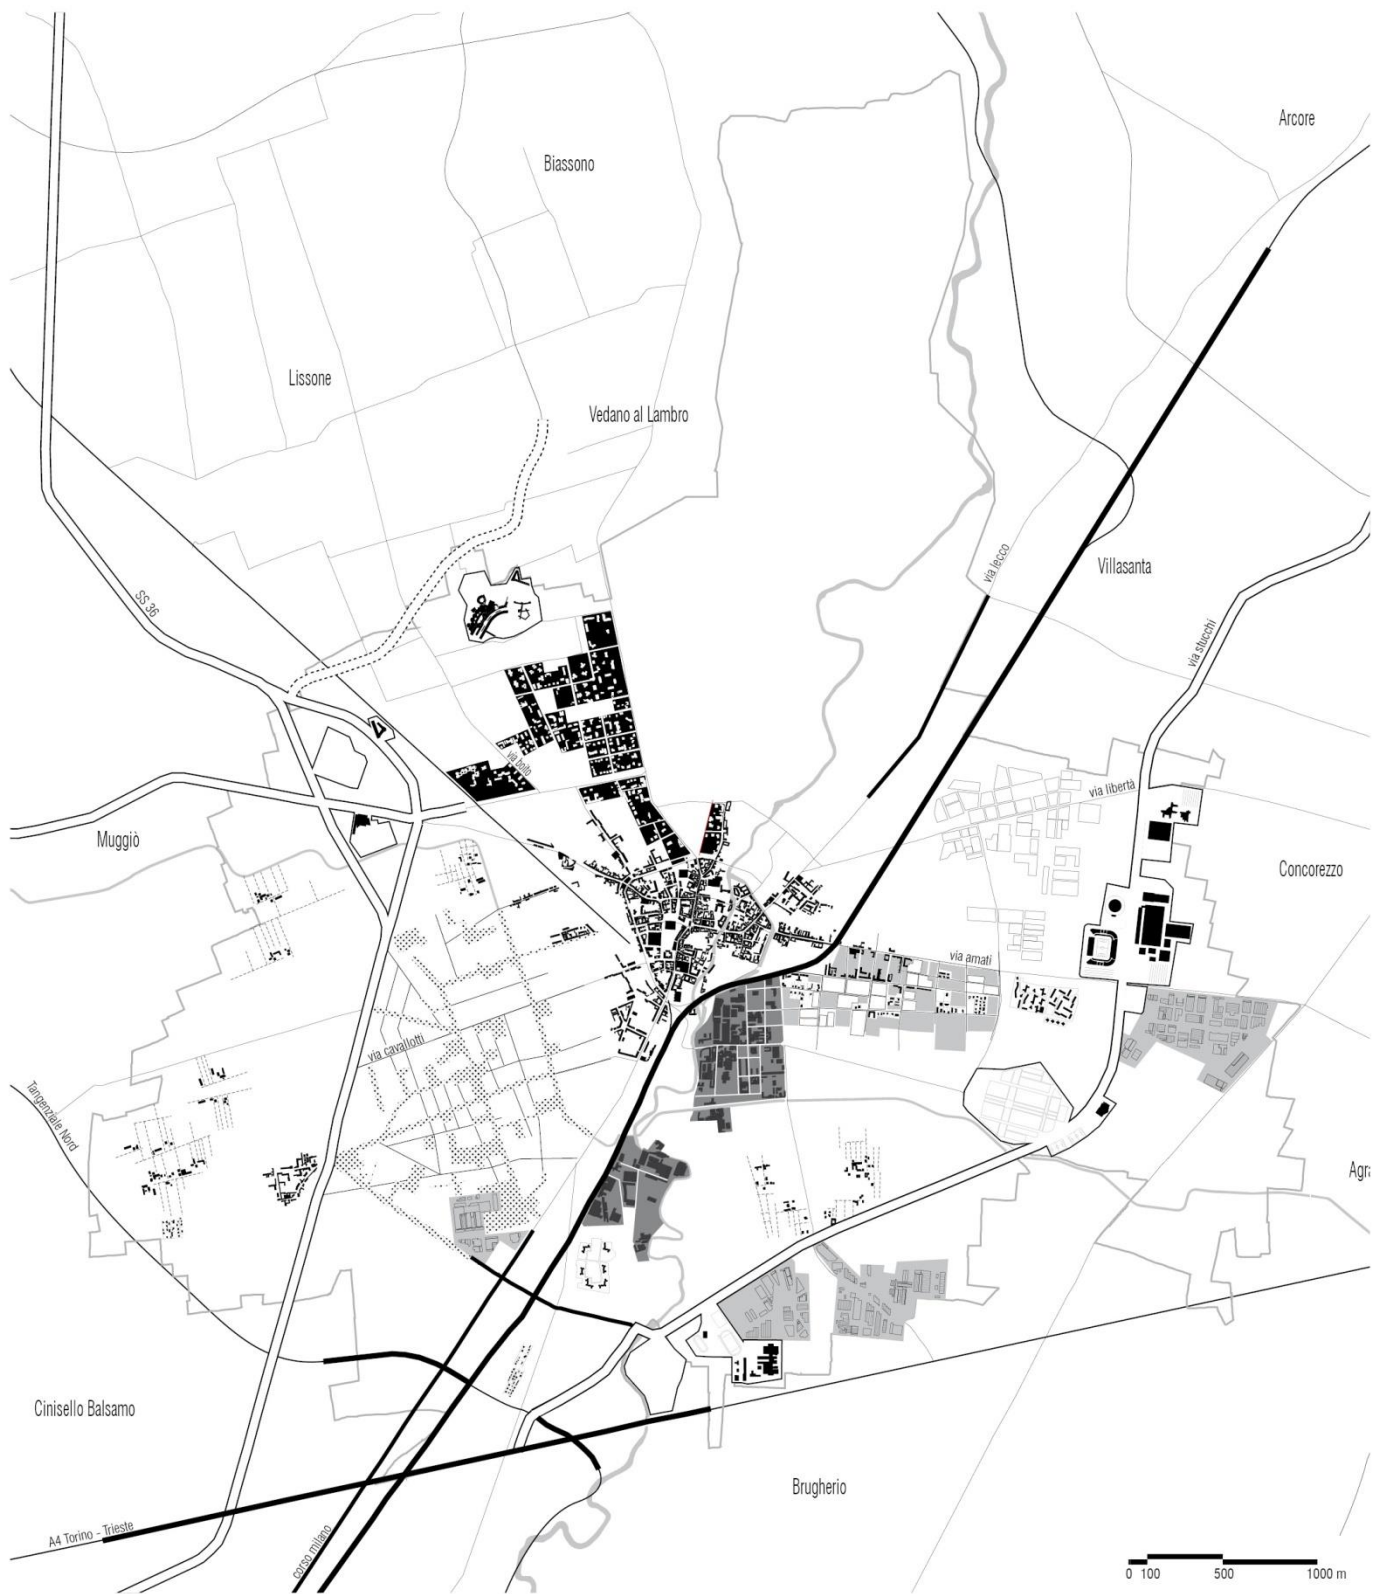 Arcore
Biassono
Lissone
Vedano al Lambro
via lecco
Villasanta
SS 36
via stucchi
via boito
via libertà
Muggiò
Concorezzo
via amati
via cavallotti
Tangenziale Nord
Agra
Cinisello Balsamo
Brugherio
A4 Torino - Trieste
corso milano
0 100 500 1000 m